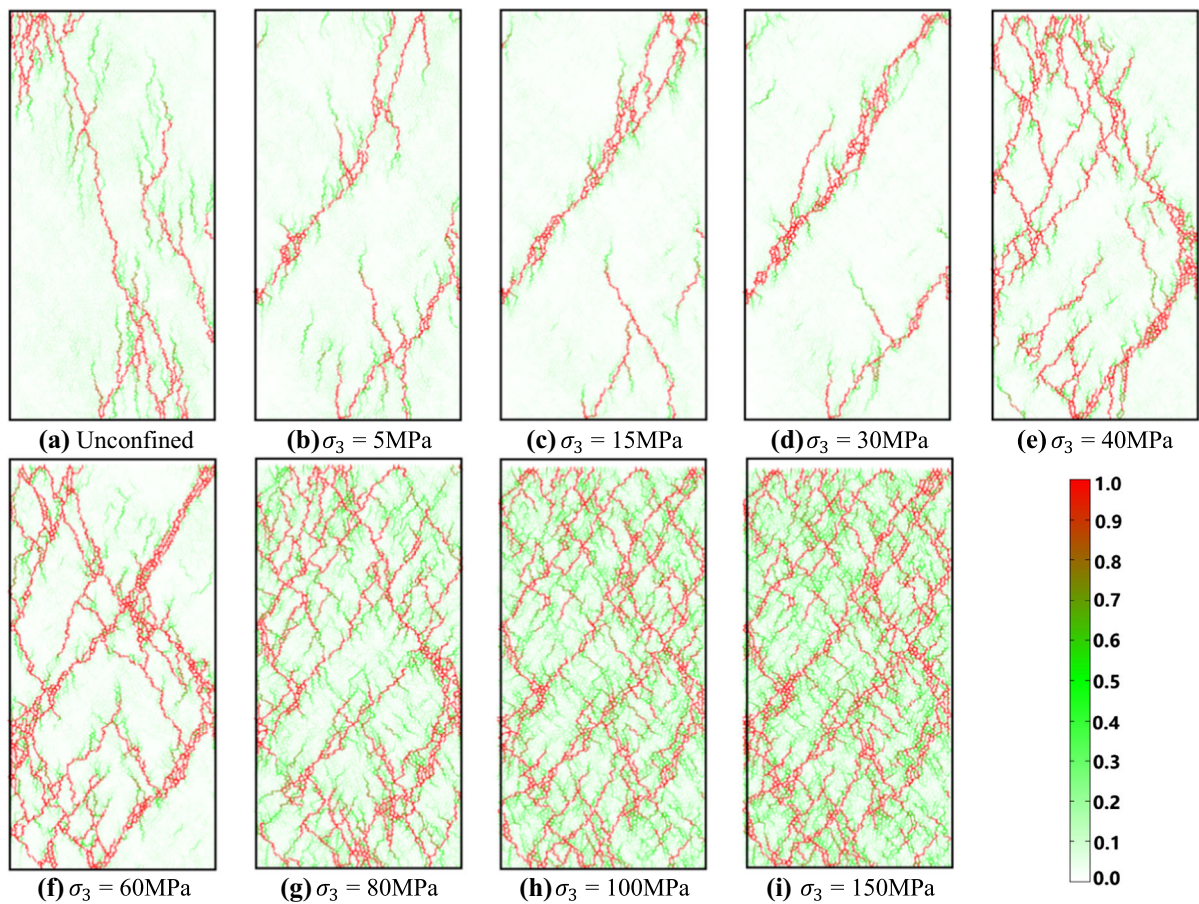 (a) Unconfined
(b) σ₃ = 5MPa
(c) σ₃ = 15MPa
(d) σ₃ = 30MPa
(e) σ₃ = 40MPa
(f) σ₃ = 60MPa
(g) σ₃ = 80MPa
(h) σ₃ = 100MPa
(i) σ₃ = 150MPa
1.0
0.9
0.8
0.7
0.6
0.5
0.4
0.3
0.2
0.1
0.0